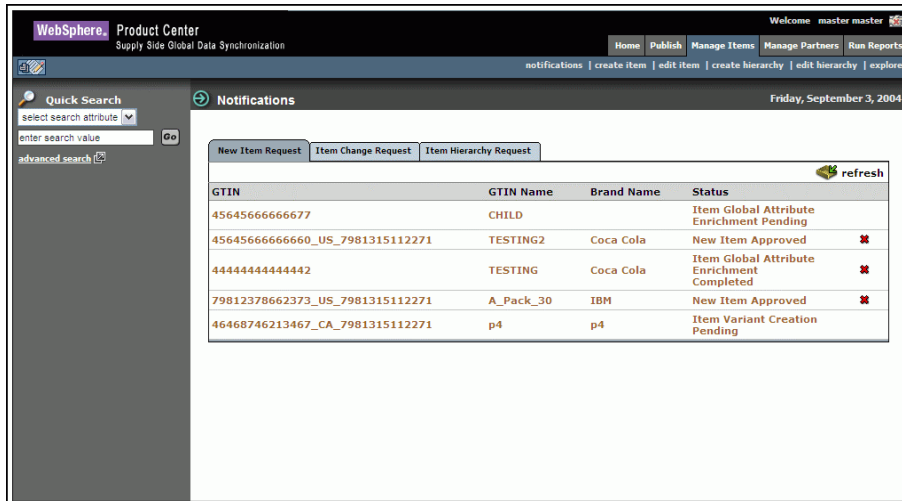 WebSphere. Product Center
Supply Side Global Data Synchronization
Welcome master master
Home Publish Manage Items Manage Partners Run Reports
notifications | create item | edit item | create hierarchy | edit hierarchy | explore
Quick Search
select search attribute
enter search value Go
advanced search
Notifications Friday, September 3, 2004
New Item Request Item Change Request Item Hierarchy Request
refresh
GTIN GTIN Name Brand Name Status
45645666666677 CHILD Item Global Attribute
Enrichment Pending
45645666666660_US_7981315112271 TESTING2 Coca Cola New Item Approved
44444444444442 TESTING Coca Cola Item Global Attribute
Enrichment
Completed
79812378662373_US_7981315112271 A_Pack_30 IBM New Item Approved
46468746213467_CA_7981315112271 p4 p4 Item Variant Creation
Pending